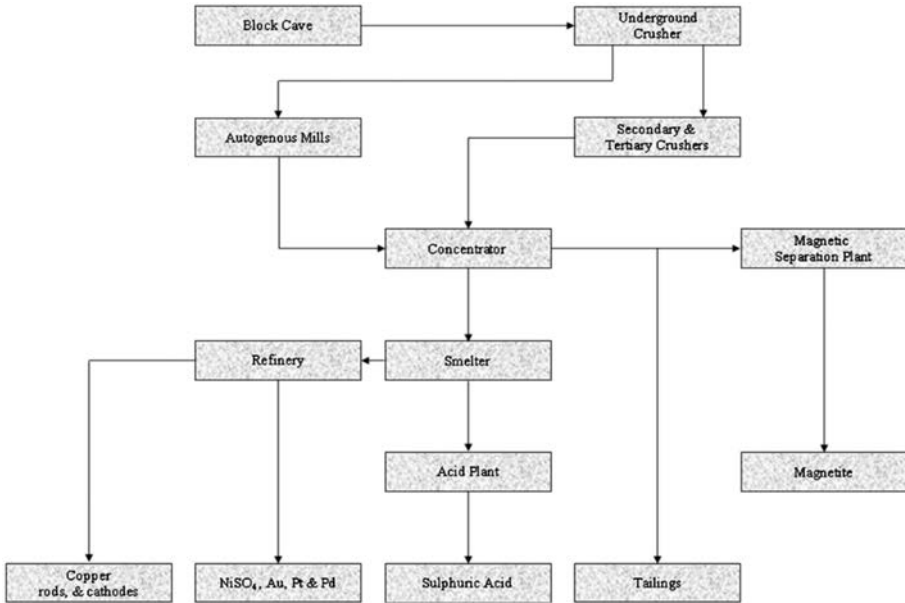 Block Cave
Underground
Crusher
Autogenous Mills
Secondary &
Tertiary Crushers
Concentrator
Magnetic
Separation Plant
Refinery
Smelter
Acid Plant
Magnetite
Copper
rods, & cathodes
NiSO₄, Au, Pt & Pd
Sulphuric Acid
Tailings